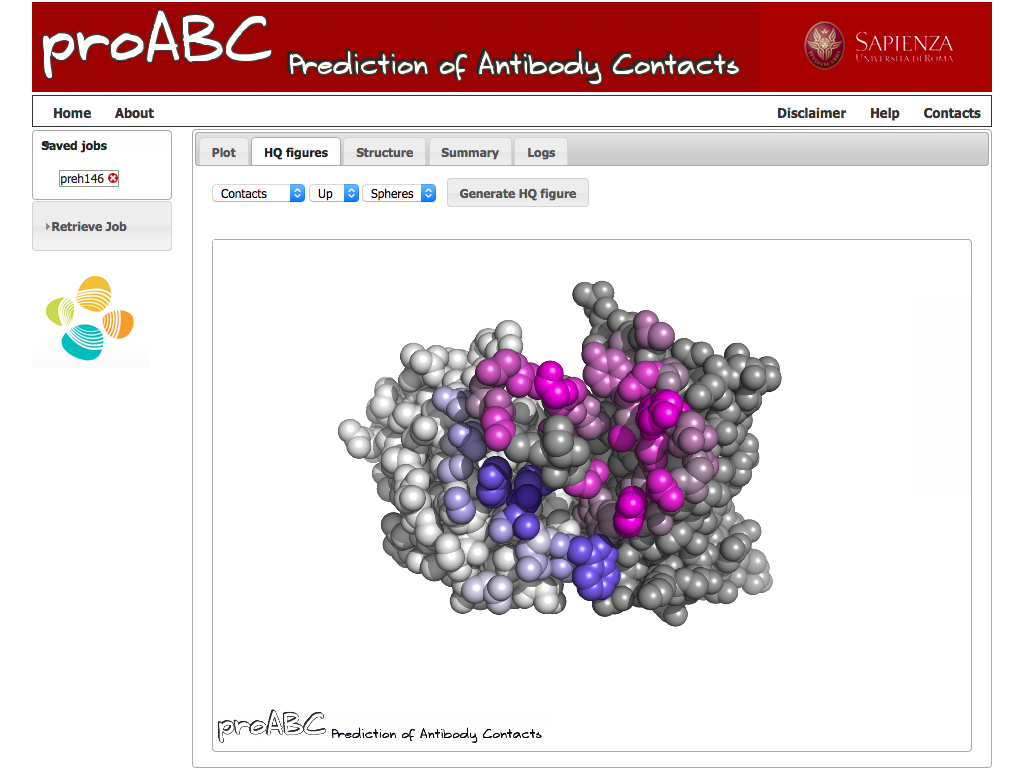 proABC Prediction of Antibody Contacts
SAPIENZA
UNIVERSITÀ DI ROMA
Home About Disclaimer Help Contacts
Saved jobs
preh146
Retrieve Job
Plot HQ figures Structure Summary Logs
Contacts Up Spheres Generate HQ figure
proABC Prediction of Antibody Contacts